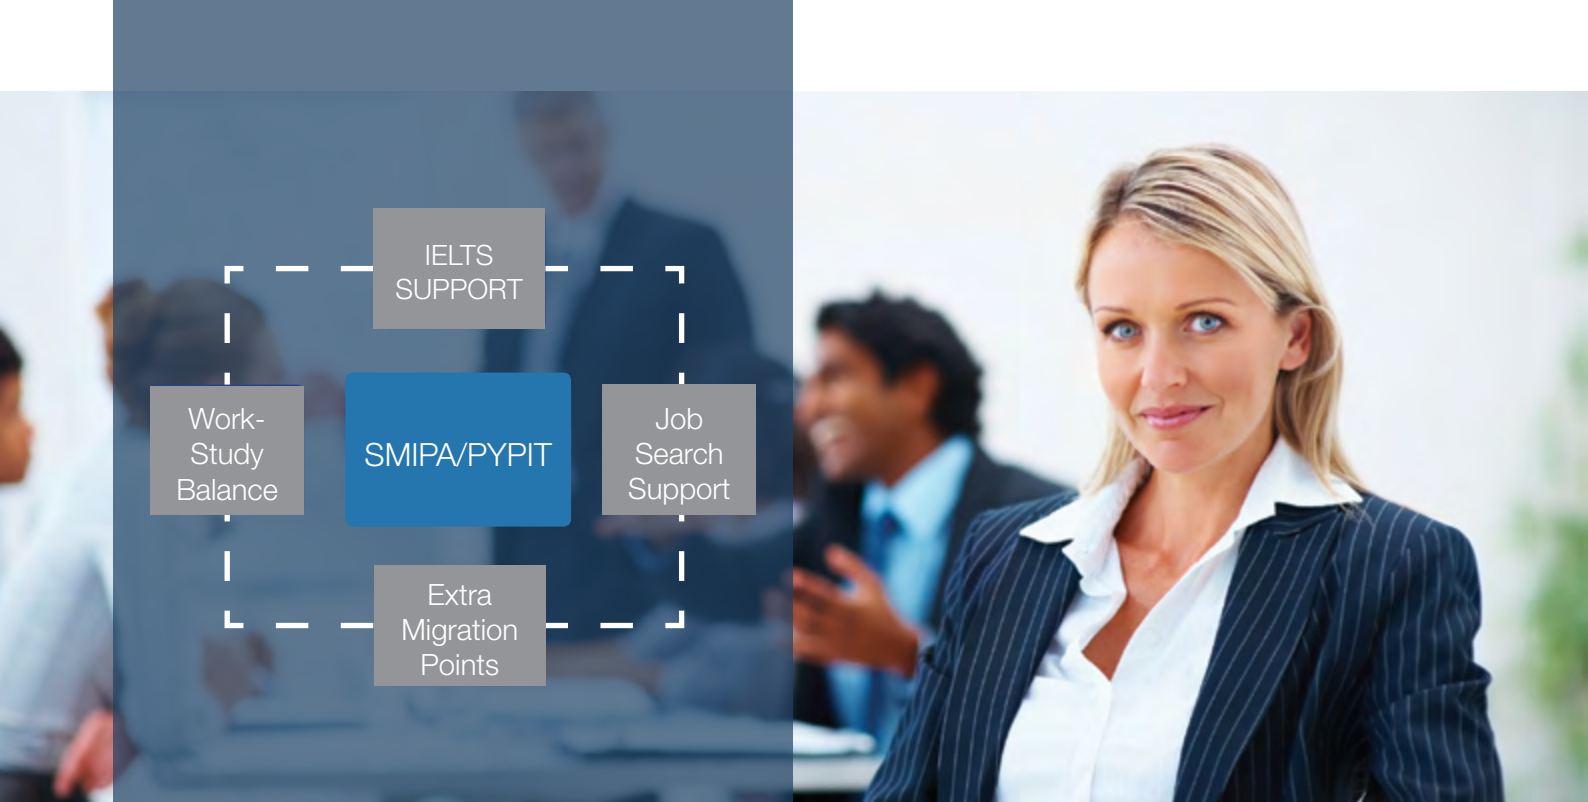 IELTS
SUPPORT
Work-
Study
Balance
SMIPA/PYPIT
Job
Search
Support
Extra
Migration
Points